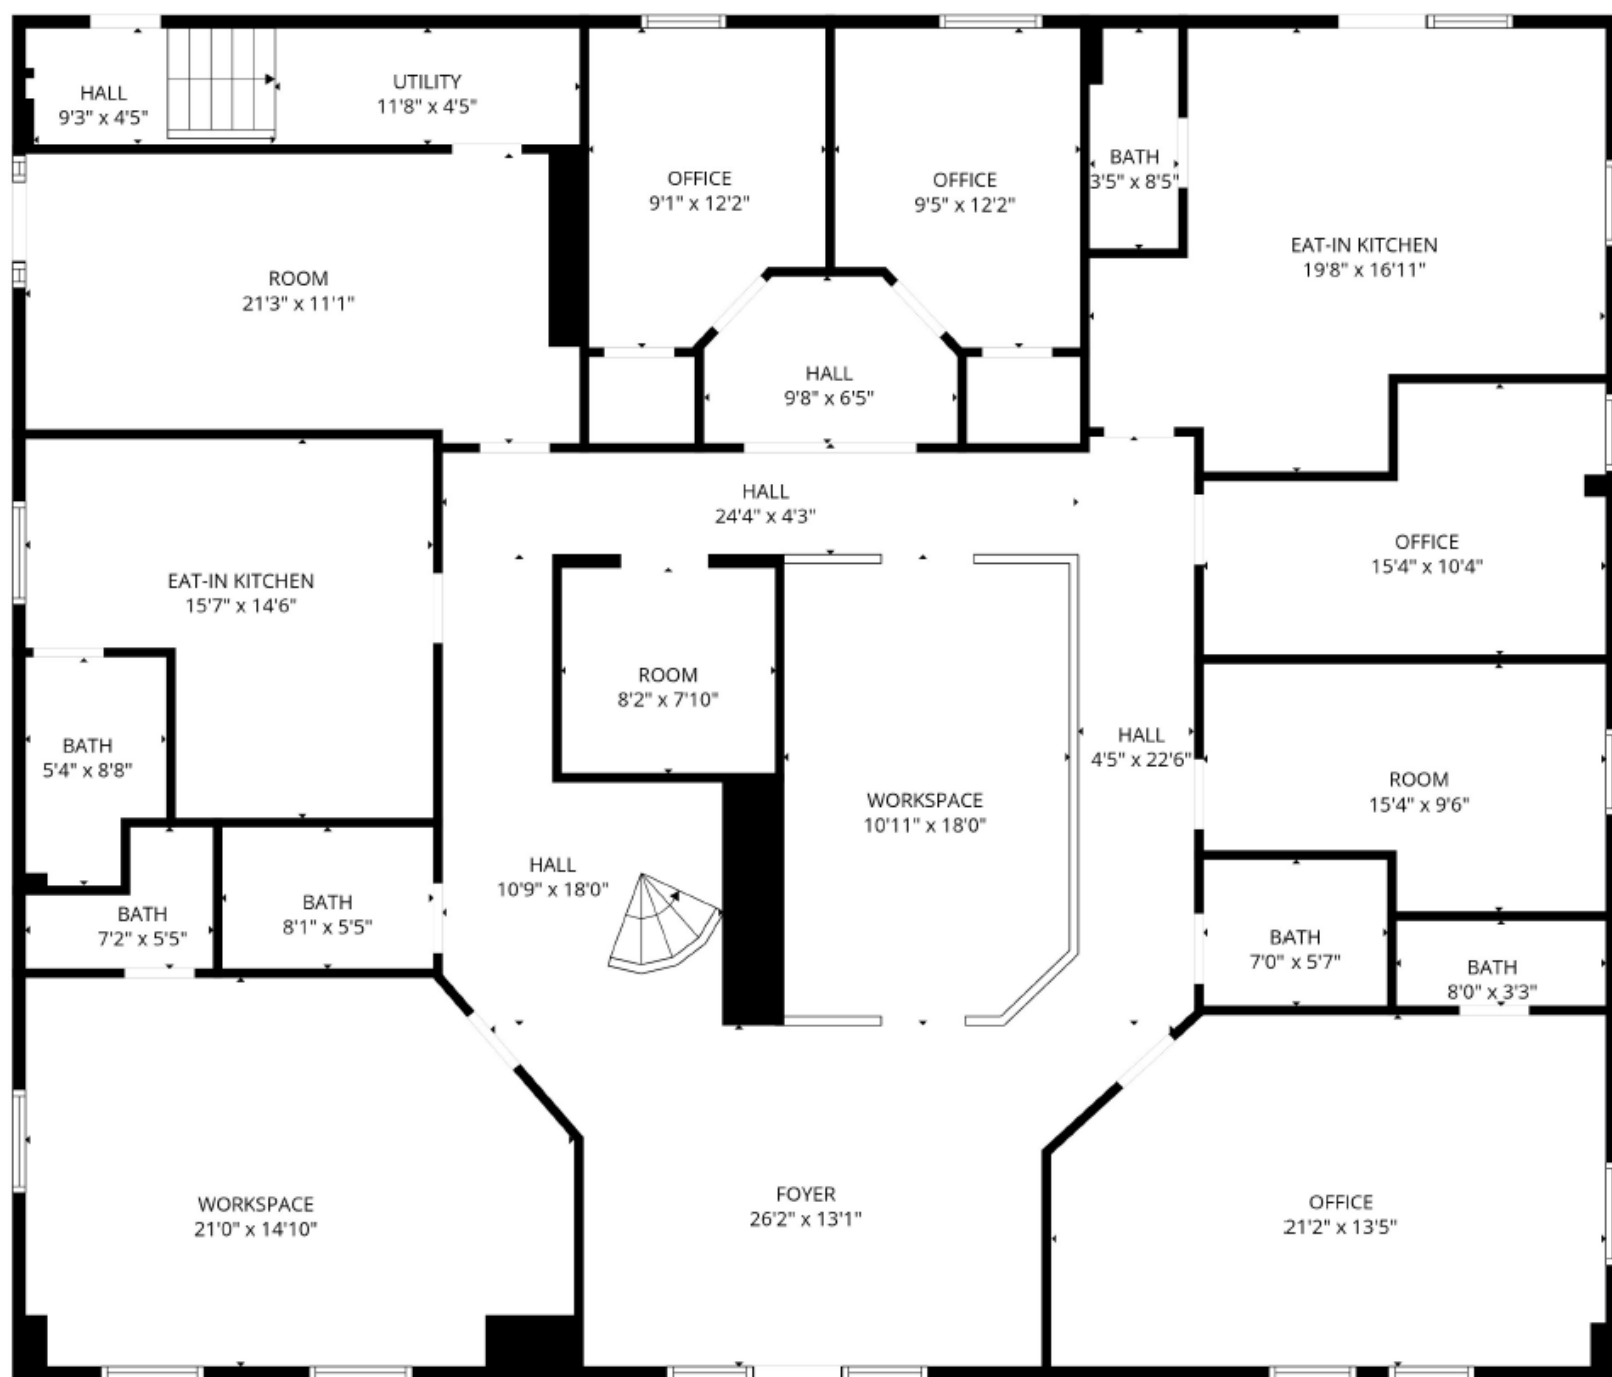 HALL
9'3" x 4'5"
UTILITY
11'8" x 4'5"
OFFICE
9'1" x 12'2"
OFFICE
9'5" x 12'2"
BATH
3'5" x 8'5"
EAT-IN KITCHEN
19'8" x 16'11"
ROOM
21'3" x 11'1"
HALL
9'8" x 6'5"
HALL
24'4" x 4'3"
OFFICE
15'4" x 10'4"
EAT-IN KITCHEN
15'7" x 14'6"
ROOM
8'2" x 7'10"
BATH
5'4" x 8'8"
HALL
4'5" x 22'6"
ROOM
15'4" x 9'6"
WORKSPACE
10'11" x 18'0"
HALL
10'9" x 18'0"
BATH
7'2" x 5'5"
BATH
8'1" x 5'5"
BATH
7'0" x 5'7"
BATH
8'0" x 3'3"
WORKSPACE
21'0" x 14'10"
FOYER
26'2" x 13'1"
OFFICE
21'2" x 13'5"